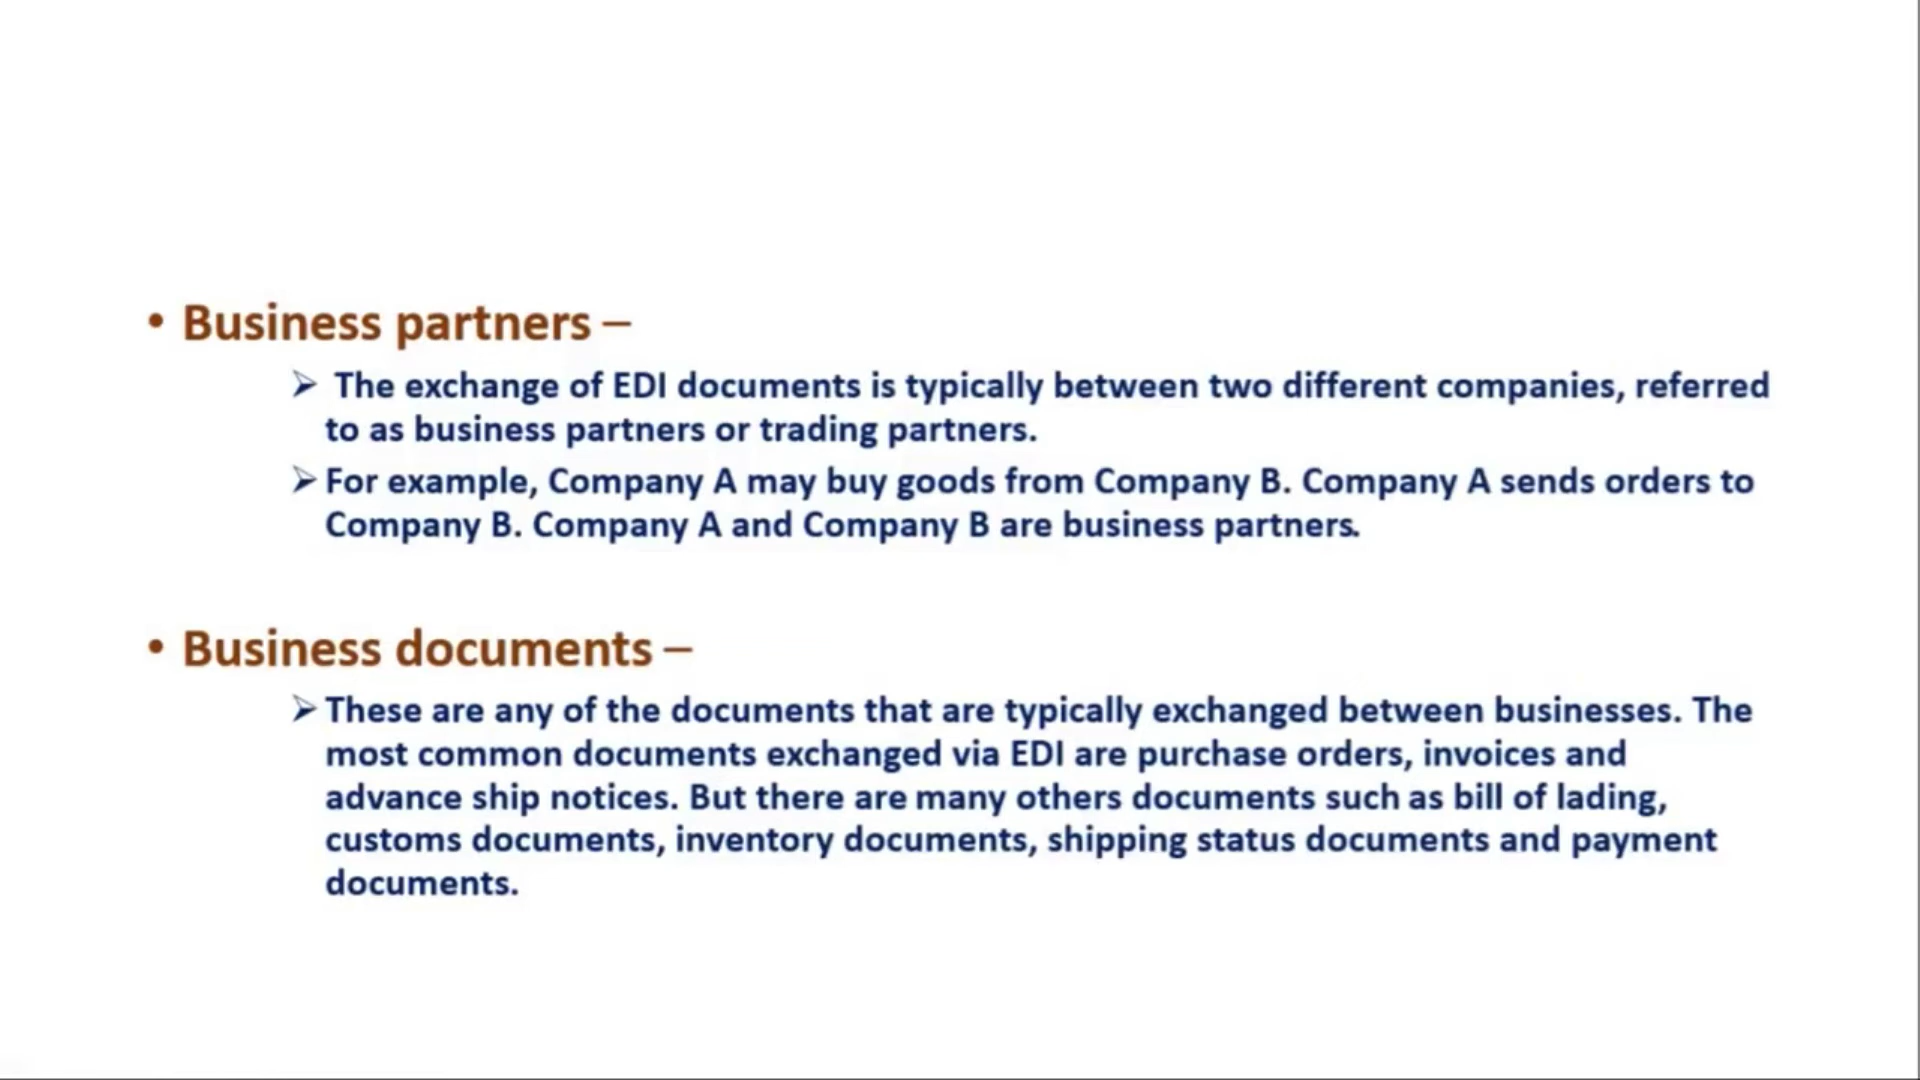 • Business partners –
➢ The exchange of EDI documents is typically between two different companies, referred
to as business partners or trading partners.
➢ For example, Company A may buy goods from Company B. Company A sends orders to
Company B. Company A and Company B are business partners.
• Business documents –
➢ These are any of the documents that are typically exchanged between businesses. The
most common documents exchanged via EDI are purchase orders, invoices and
advance ship notices. But there are many others documents such as bill of lading,
customs documents, inventory documents, shipping status documents and payment
documents.